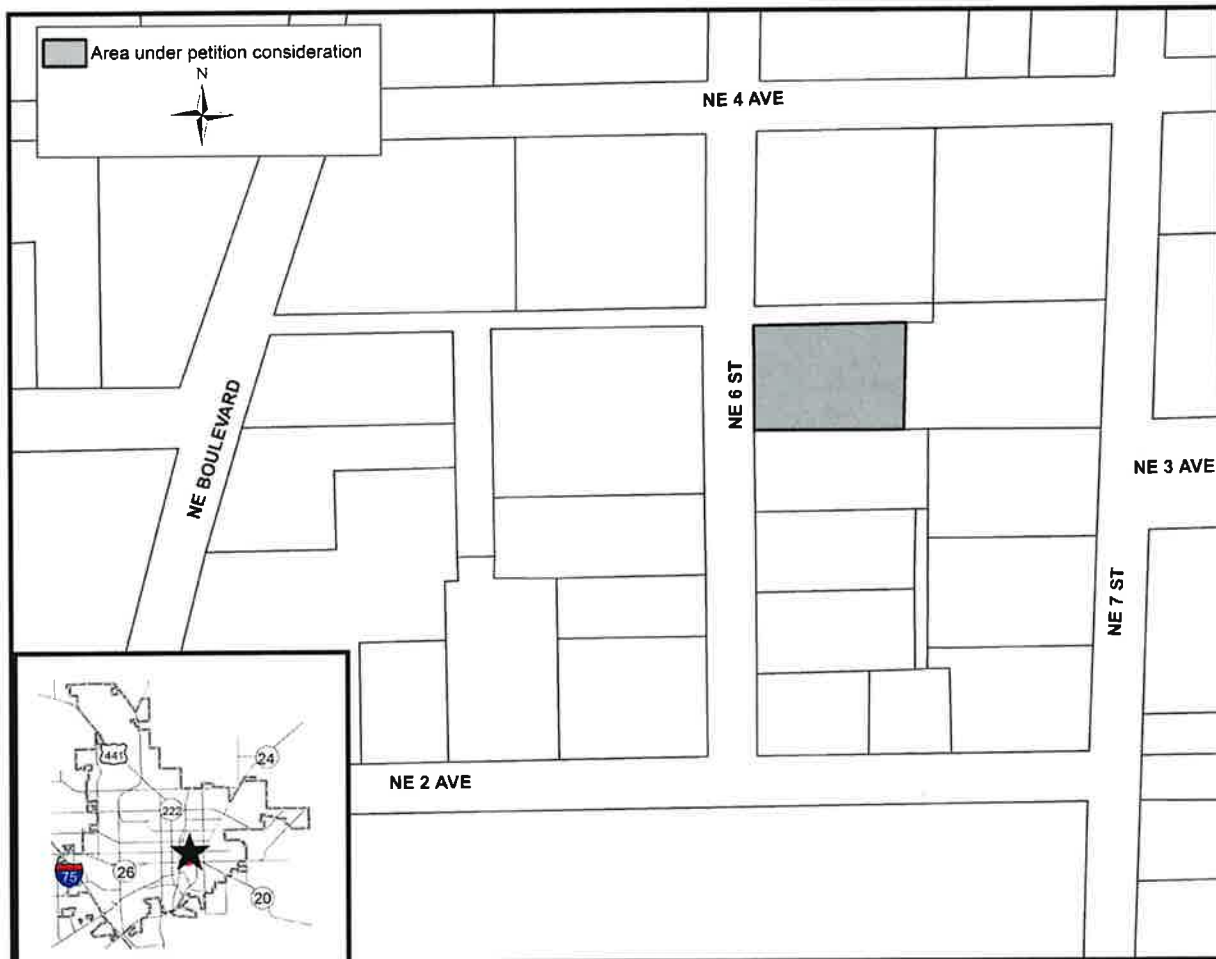 Area under petition consideration
N
NE 4 AVE
NE 6 ST
NE BOULEVARD
NE 3 AVE
NE 7 ST
NE 2 AVE
441
24
222
26
75
20